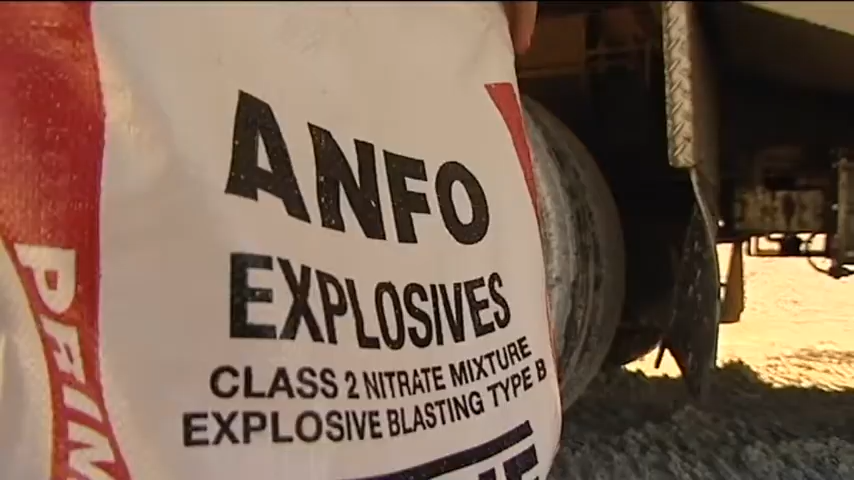 ANFO
EXPLOSIVES
CLASS 2 NITRATE MIXTURE
EXPLOSIVE BLASTING TYPE B